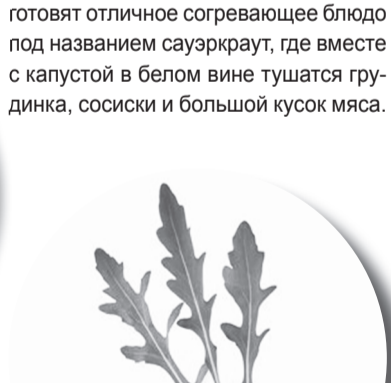 готовят отличное согревающее блюдо
под названием сауэркраут, где вместе
с капустой в белом вине тушатся гру-
динка, сосиски и большой кусок мяса.